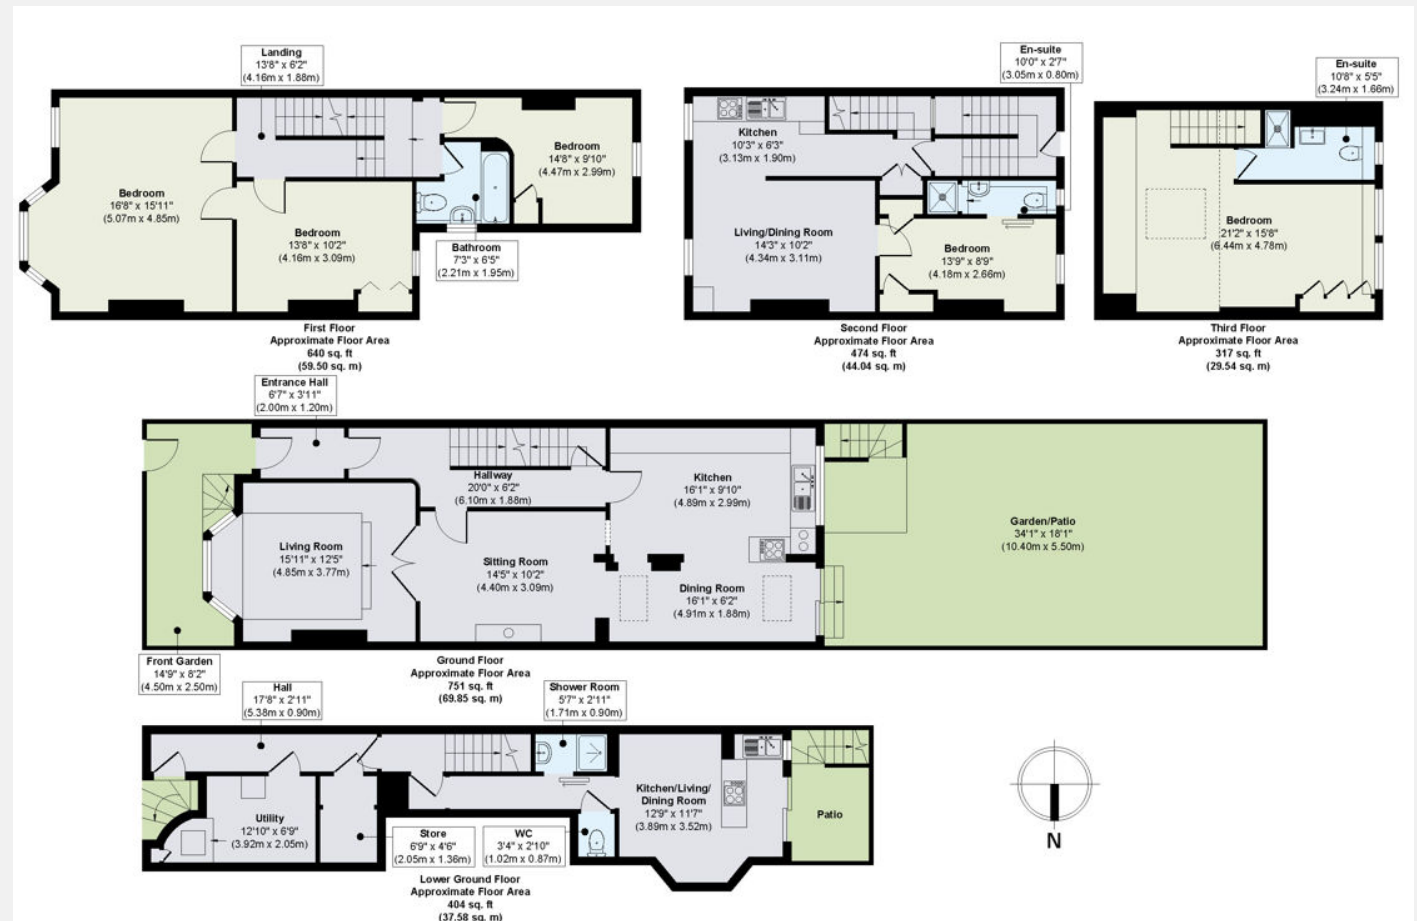 Landing
13'8" x 6'2"
(4.16m x 1.88m)
Bedroom
16'8" x 15'11"
(5.07m x 4.85m)
Bedroom
13'8" x 10'2"
(4.16m x 3.09m)
Bedroom
14'8" x 9'10"
(4.47m x 2.99m)
Bathroom
7'3" x 6'5"
(2.21m x 1.95m)
First Floor
Approximate Floor Area
640 sq. ft
(59.50 sq. m)
En-suite
10'0" x 2'7"
(3.05m x 0.80m)
Kitchen
10'3" x 6'3"
(3.13m x 1.90m)
Living/Dining Room
14'3" x 10'2"
(4.34m x 3.11m)
Bedroom
13'9" x 8'9"
(4.18m x 2.66m)
Second Floor
Approximate Floor Area
474 sq. ft
(44.04 sq. m)
En-suite
10'8" x 5'5"
(3.24m x 1.66m)
Bedroom
21'2" x 15'8"
(6.44m x 4.78m)
Third Floor
Approximate Floor Area
317 sq. ft
(29.54 sq. m)
Entrance Hall
6'7" x 3'11"
(2.00m x 1.20m)
Hallway
20'0" x 6'2"
(6.10m x 1.88m)
Kitchen
16'1" x 9'10"
(4.89m x 2.99m)
Living Room
15'11" x 12'5"
(4.85m x 3.77m)
Sitting Room
14'5" x 10'2"
(4.40m x 3.09m)
Dining Room
16'1" x 6'2"
(4.91m x 1.88m)
Garden/Patio
34'1" x 18'1"
(10.40m x 5.50m)
Front Garden
14'9" x 8'2"
(4.50m x 2.50m)
Ground Floor
Approximate Floor Area
751 sq. ft
(69.85 sq. m)
Hall
17'8" x 2'11"
(5.38m x 0.90m)
Shower Room
5'7" x 2'11"
(1.71m x 0.90m)
Utility
12'10" x 6'9"
(3.92m x 2.05m)
Kitchen/Living/
Dining Room
12'9" x 11'7"
(3.89m x 3.52m)
Patio
Store
6'9" x 4'6"
(2.05m x 1.36m)
WC
3'4" x 2'10"
(1.02m x 0.87m)
Lower Ground Floor
Approximate Floor Area
404 sq. ft
(37.58 sq. m)
N